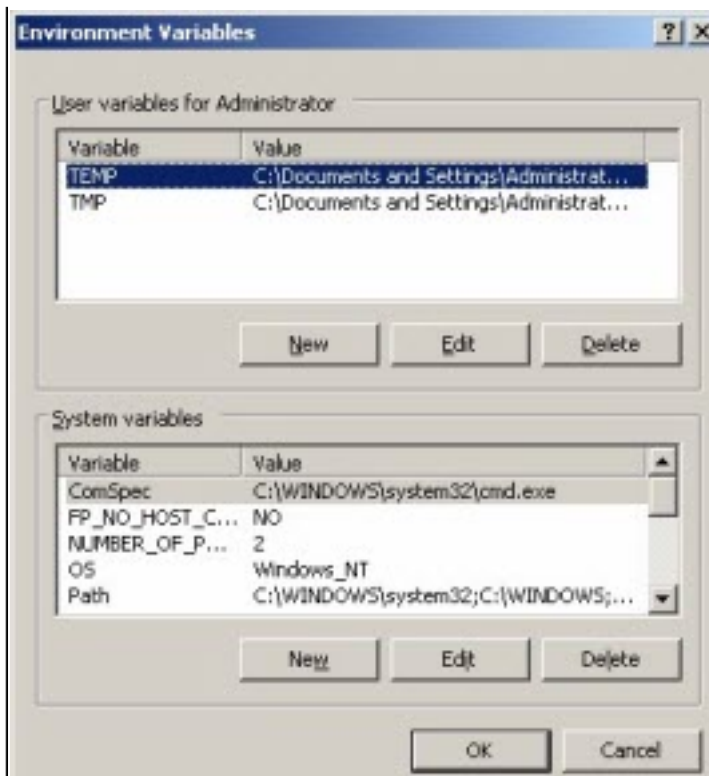 Environment Variables
User variables for Administrator
Variable Value
TEMP C:\Documents and Settings\Administrat...
TMP C:\Documents and Settings\Administrat...
New Edit Delete
System variables
Variable Value
ComSpec C:\WINDOWS\system32\cmd.exe
FP_NO_HOST_C... NO
NUMBER_OF_P... 2
OS Windows_NT
Path C:\WINDOWS\system32;C:\WINDOWS;...
New Edit Delete
OK Cancel